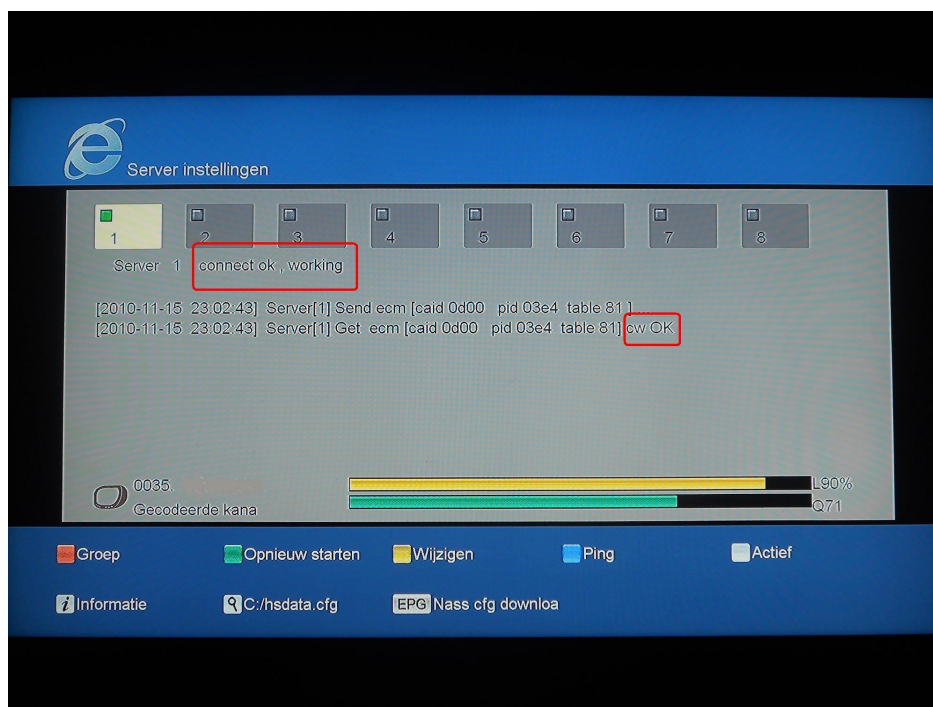 Server instellingen
1 2 3 4 5 6 7 8
Server 1 connect ok , working
[2010-11-15 23:02:43] Server[1] Send ecm [caid 0d00 pid 03e4 table 81 ] ...
[2010-11-15 23:02:43] Server[1] Get ecm [caid 0d00 pid 03e4 table 81] cw OK
0035.
L90%
Gecodeerde kana
Q71
Groep Opnieuw starten Wijzigen Ping Actief
i Informatie C:/hsdata.cfg EPG Nass cfg downloa